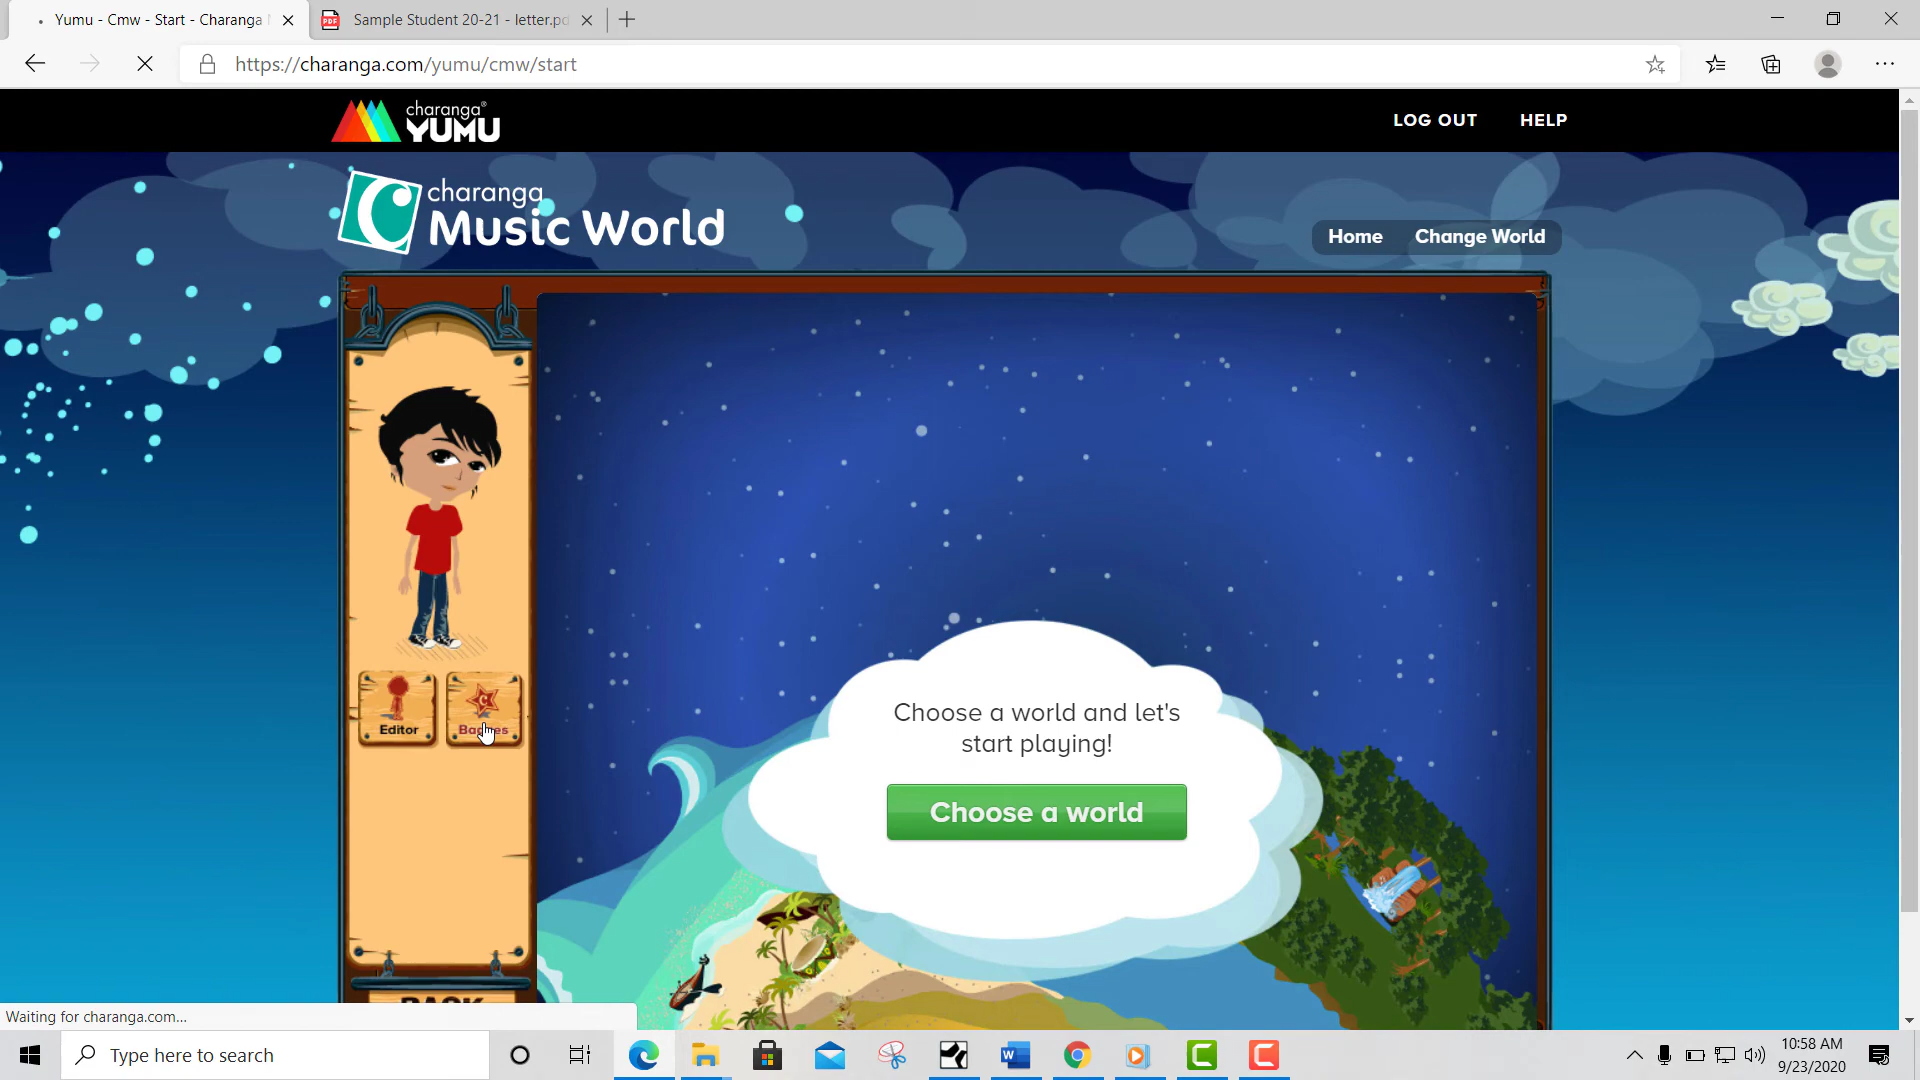 Yumu - Cmw - Start - Charanga
Sample Student 20-21 - letter.pd
https://charanga.com/yumu/cmw/start
charanga®
YUMU
LOG OUT
HELP
charanga
Music World
Home
Change World
Editor
Badges
Choose a world and let's
start playing!
Choose a world
BACK
Waiting for charanga.com...
Type here to search
10:58 AM
9/23/2020